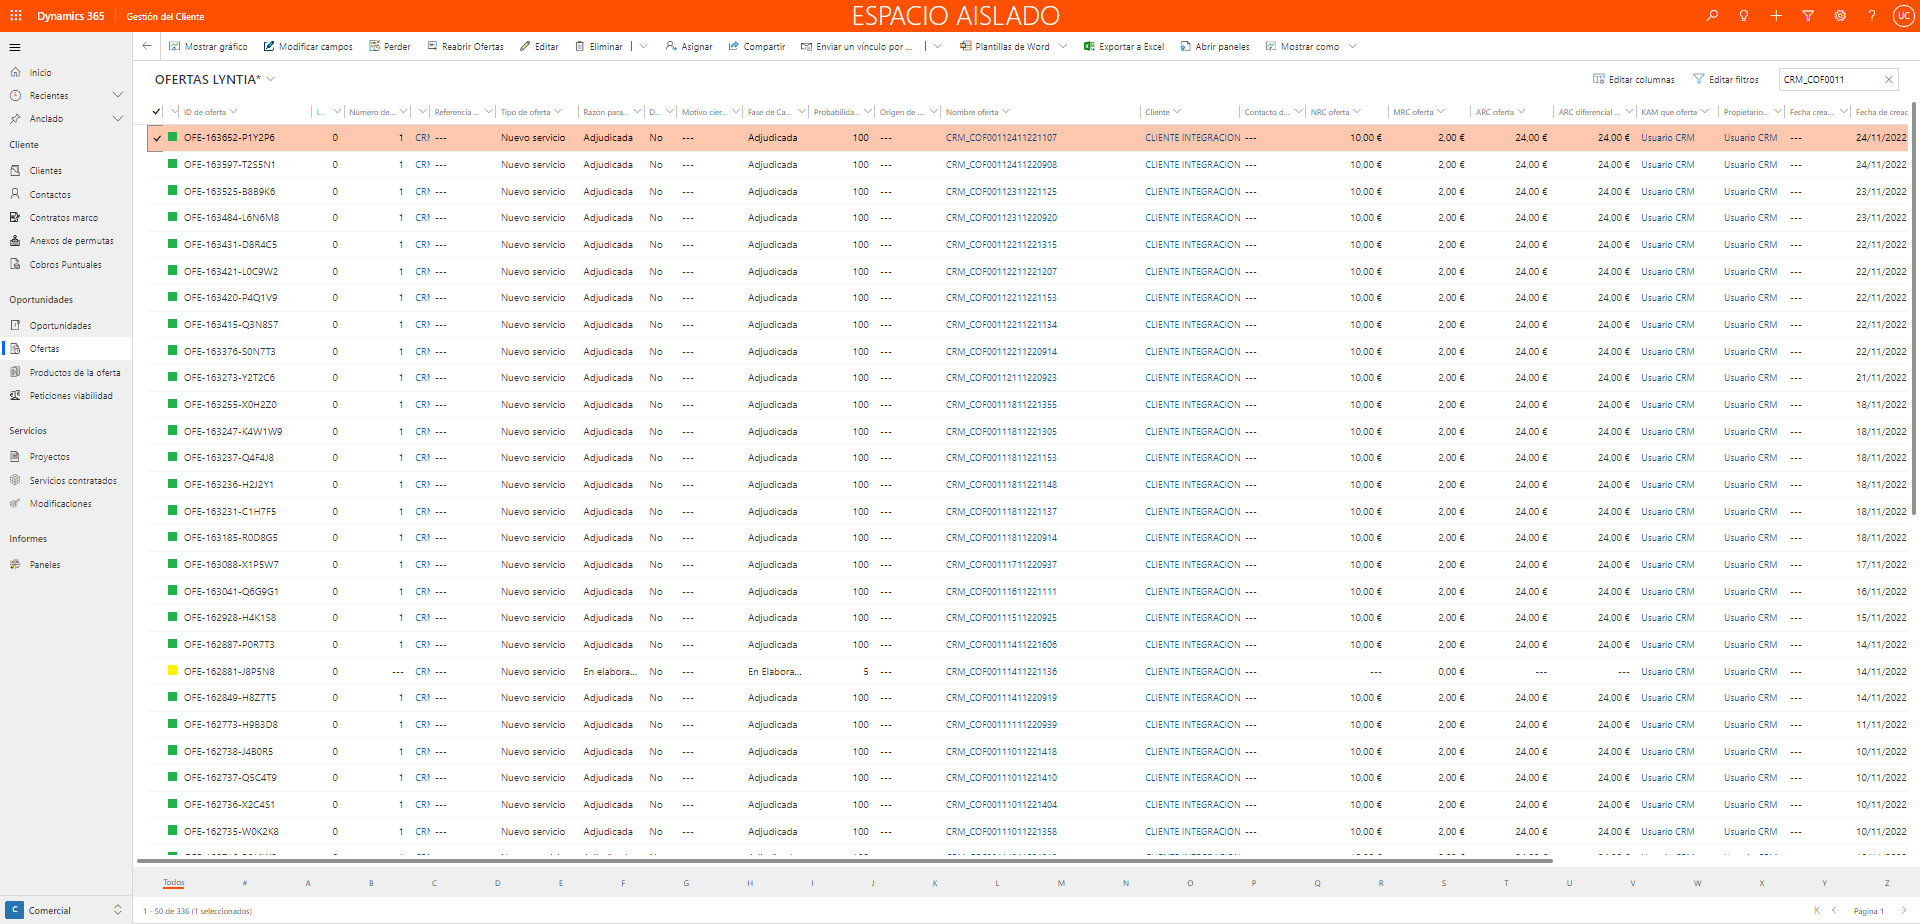 Dynamics 365 Gestión del Cliente ESPACIO AISLADO ? UC
Mostrar gráfico Modificar campos Perder Reabrir Ofertas Editar Eliminar Asignar Compartir Enviar un vínculo por ... Plantillas de Word Exportar a Excel Abrir paneles Mostrar como
OFERTAS LYNTIA* Editar columnas Editar filtros CRM_COF0011
Inicio
Recientes
Anclado
Cliente
Clientes
Contactos
Contratos marco
Anexos de permutas
Cobros Puntuales
Oportunidades
Oportunidades
Ofertas
Productos de la oferta
Peticiones viabilidad
Servicios
Proyectos
Servicios contratados
Modificaciones
Informes
Paneles
C Comercial
ID de oferta I... Número de... Referencia ... Tipo de oferta Razón para... D... Motivo cier... Fase de Ca... Probabilida... Origen de ... Nombre oferta Cliente Contacto d... NRC oferta MRC oferta ARC oferta ARC diferencial ... KAM que oferta Propietario... Fecha crea... Fecha de creac
OFE-163652-P1Y2P6 0 1 CRM --- Nuevo servicio Adjudicada No --- Adjudicada 100 --- CRM_COF00112411221107 CLIENTE INTEGRACION --- 10,00 € 2,00 € 24,00 € 24,00 € Usuario CRM Usuario CRM --- 24/11/2022
OFE-163597-T2S5N1 0 1 CRM --- Nuevo servicio Adjudicada No --- Adjudicada 100 --- CRM_COF00112411220908 CLIENTE INTEGRACION --- 10,00 € 2,00 € 24,00 € 24,00 € Usuario CRM Usuario CRM --- 24/11/2022
OFE-163525-B8B9K6 0 1 CRM --- Nuevo servicio Adjudicada No --- Adjudicada 100 --- CRM_COF00112311221125 CLIENTE INTEGRACION --- 10,00 € 2,00 € 24,00 € 24,00 € Usuario CRM Usuario CRM --- 23/11/2022
OFE-163484-L6N6M8 0 1 CRM --- Nuevo servicio Adjudicada No --- Adjudicada 100 --- CRM_COF00112311220920 CLIENTE INTEGRACION --- 10,00 € 2,00 € 24,00 € 24,00 € Usuario CRM Usuario CRM --- 23/11/2022
OFE-163431-D8R4C5 0 1 CRM --- Nuevo servicio Adjudicada No --- Adjudicada 100 --- CRM_COF00112211221315 CLIENTE INTEGRACION --- 10,00 € 2,00 € 24,00 € 24,00 € Usuario CRM Usuario CRM --- 22/11/2022
OFE-163421-L0C9W2 0 1 CRM --- Nuevo servicio Adjudicada No --- Adjudicada 100 --- CRM_COF00112211221207 CLIENTE INTEGRACION --- 10,00 € 2,00 € 24,00 € 24,00 € Usuario CRM Usuario CRM --- 22/11/2022
OFE-163420-P4Q1V9 0 1 CRM --- Nuevo servicio Adjudicada No --- Adjudicada 100 --- CRM_COF00112211221153 CLIENTE INTEGRACION --- 10,00 € 2,00 € 24,00 € 24,00 € Usuario CRM Usuario CRM --- 22/11/2022
OFE-163415-Q3N8S7 0 1 CRM --- Nuevo servicio Adjudicada No --- Adjudicada 100 --- CRM_COF00112211221134 CLIENTE INTEGRACION --- 10,00 € 2,00 € 24,00 € 24,00 € Usuario CRM Usuario CRM --- 22/11/2022
OFE-163376-S0N7T3 0 1 CRM --- Nuevo servicio Adjudicada No --- Adjudicada 100 --- CRM_COF00112211220914 CLIENTE INTEGRACION --- 10,00 € 2,00 € 24,00 € 24,00 € Usuario CRM Usuario CRM --- 22/11/2022
OFE-163273-Y2T2C6 0 1 CRM --- Nuevo servicio Adjudicada No --- Adjudicada 100 --- CRM_COF00112111220923 CLIENTE INTEGRACION --- 10,00 € 2,00 € 24,00 € 24,00 € Usuario CRM Usuario CRM --- 21/11/2022
OFE-163255-X0H2Z0 0 1 CRM --- Nuevo servicio Adjudicada No --- Adjudicada 100 --- CRM_COF00111811221355 CLIENTE INTEGRACION --- 10,00 € 2,00 € 24,00 € 24,00 € Usuario CRM Usuario CRM --- 18/11/2022
OFE-163247-K4W1W9 0 1 CRM --- Nuevo servicio Adjudicada No --- Adjudicada 100 --- CRM_COF00111811221305 CLIENTE INTEGRACION --- 10,00 € 2,00 € 24,00 € 24,00 € Usuario CRM Usuario CRM --- 18/11/2022
OFE-163237-Q4F4J8 0 1 CRM --- Nuevo servicio Adjudicada No --- Adjudicada 100 --- CRM_COF00111811221153 CLIENTE INTEGRACION --- 10,00 € 2,00 € 24,00 € 24,00 € Usuario CRM Usuario CRM --- 18/11/2022
OFE-163236-H2J2Y1 0 1 CRM --- Nuevo servicio Adjudicada No --- Adjudicada 100 --- CRM_COF00111811221148 CLIENTE INTEGRACION --- 10,00 € 2,00 € 24,00 € 24,00 € Usuario CRM Usuario CRM --- 18/11/2022
OFE-163231-C1H7F5 0 1 CRM --- Nuevo servicio Adjudicada No --- Adjudicada 100 --- CRM_COF00111811221137 CLIENTE INTEGRACION --- 10,00 € 2,00 € 24,00 € 24,00 € Usuario CRM Usuario CRM --- 18/11/2022
OFE-163185-R0D8G5 0 1 CRM --- Nuevo servicio Adjudicada No --- Adjudicada 100 --- CRM_COF00111811220914 CLIENTE INTEGRACION --- 10,00 € 2,00 € 24,00 € 24,00 € Usuario CRM Usuario CRM --- 18/11/2022
OFE-163088-X1P5W7 0 1 CRM --- Nuevo servicio Adjudicada No --- Adjudicada 100 --- CRM_COF00111711220937 CLIENTE INTEGRACION --- 10,00 € 2,00 € 24,00 € 24,00 € Usuario CRM Usuario CRM --- 17/11/2022
OFE-163041-Q6G9G1 0 1 CRM --- Nuevo servicio Adjudicada No --- Adjudicada 100 --- CRM_COF00111611221111 CLIENTE INTEGRACION --- 10,00 € 2,00 € 24,00 € 24,00 € Usuario CRM Usuario CRM --- 16/11/2022
OFE-162928-H4K1S8 0 1 CRM --- Nuevo servicio Adjudicada No --- Adjudicada 100 --- CRM_COF00111511220925 CLIENTE INTEGRACION --- 10,00 € 2,00 € 24,00 € 24,00 € Usuario CRM Usuario CRM --- 15/11/2022
OFE-162887-P0R7T3 0 1 CRM --- Nuevo servicio Adjudicada No --- Adjudicada 100 --- CRM_COF00111411221606 CLIENTE INTEGRACION --- 10,00 € 2,00 € 24,00 € 24,00 € Usuario CRM Usuario CRM --- 14/11/2022
OFE-162881-J8P5N8 0 --- CRM --- Nuevo servicio En elabora... No --- En Elabora... 5 --- CRM_COF00111411221136 CLIENTE INTEGRACION --- --- 0,00 € --- --- Usuario CRM Usuario CRM --- 14/11/2022
OFE-162849-H8Z7T5 0 1 CRM --- Nuevo servicio Adjudicada No --- Adjudicada 100 --- CRM_COF00111411220919 CLIENTE INTEGRACION --- 10,00 € 2,00 € 24,00 € 24,00 € Usuario CRM Usuario CRM --- 14/11/2022
OFE-162773-H9B3D8 0 1 CRM --- Nuevo servicio Adjudicada No --- Adjudicada 100 --- CRM_COF00111111220939 CLIENTE INTEGRACION --- 10,00 € 2,00 € 24,00 € 24,00 € Usuario CRM Usuario CRM --- 11/11/2022
OFE-162738-J4B0R5 0 1 CRM --- Nuevo servicio Adjudicada No --- Adjudicada 100 --- CRM_COF00111011221418 CLIENTE INTEGRACION --- 10,00 € 2,00 € 24,00 € 24,00 € Usuario CRM Usuario CRM --- 10/11/2022
OFE-162737-Q5C4T9 0 1 CRM --- Nuevo servicio Adjudicada No --- Adjudicada 100 --- CRM_COF00111011221410 CLIENTE INTEGRACION --- 10,00 € 2,00 € 24,00 € 24,00 € Usuario CRM Usuario CRM --- 10/11/2022
OFE-162736-X2C4S1 0 1 CRM --- Nuevo servicio Adjudicada No --- Adjudicada 100 --- CRM_COF00111011221404 CLIENTE INTEGRACION --- 10,00 € 2,00 € 24,00 € 24,00 € Usuario CRM Usuario CRM --- 10/11/2022
OFE-162735-W0K2K8 0 1 CRM --- Nuevo servicio Adjudicada No --- Adjudicada 100 --- CRM_COF00111011221358 CLIENTE INTEGRACION --- 10,00 € 2,00 € 24,00 € 24,00 € Usuario CRM Usuario CRM --- 10/11/2022
Todos # A B C D E F G H I J K L M N O P Q R S T U V W X Y Z
1 - 50 de 336 (1 seleccionados) Página 1